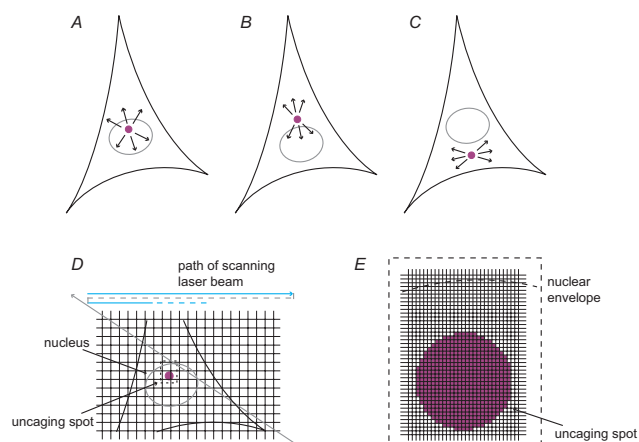 A
B
C
D
path of scanning
laser beam
nucleus
uncaging spot
E
nuclear
envelope
uncaging spot